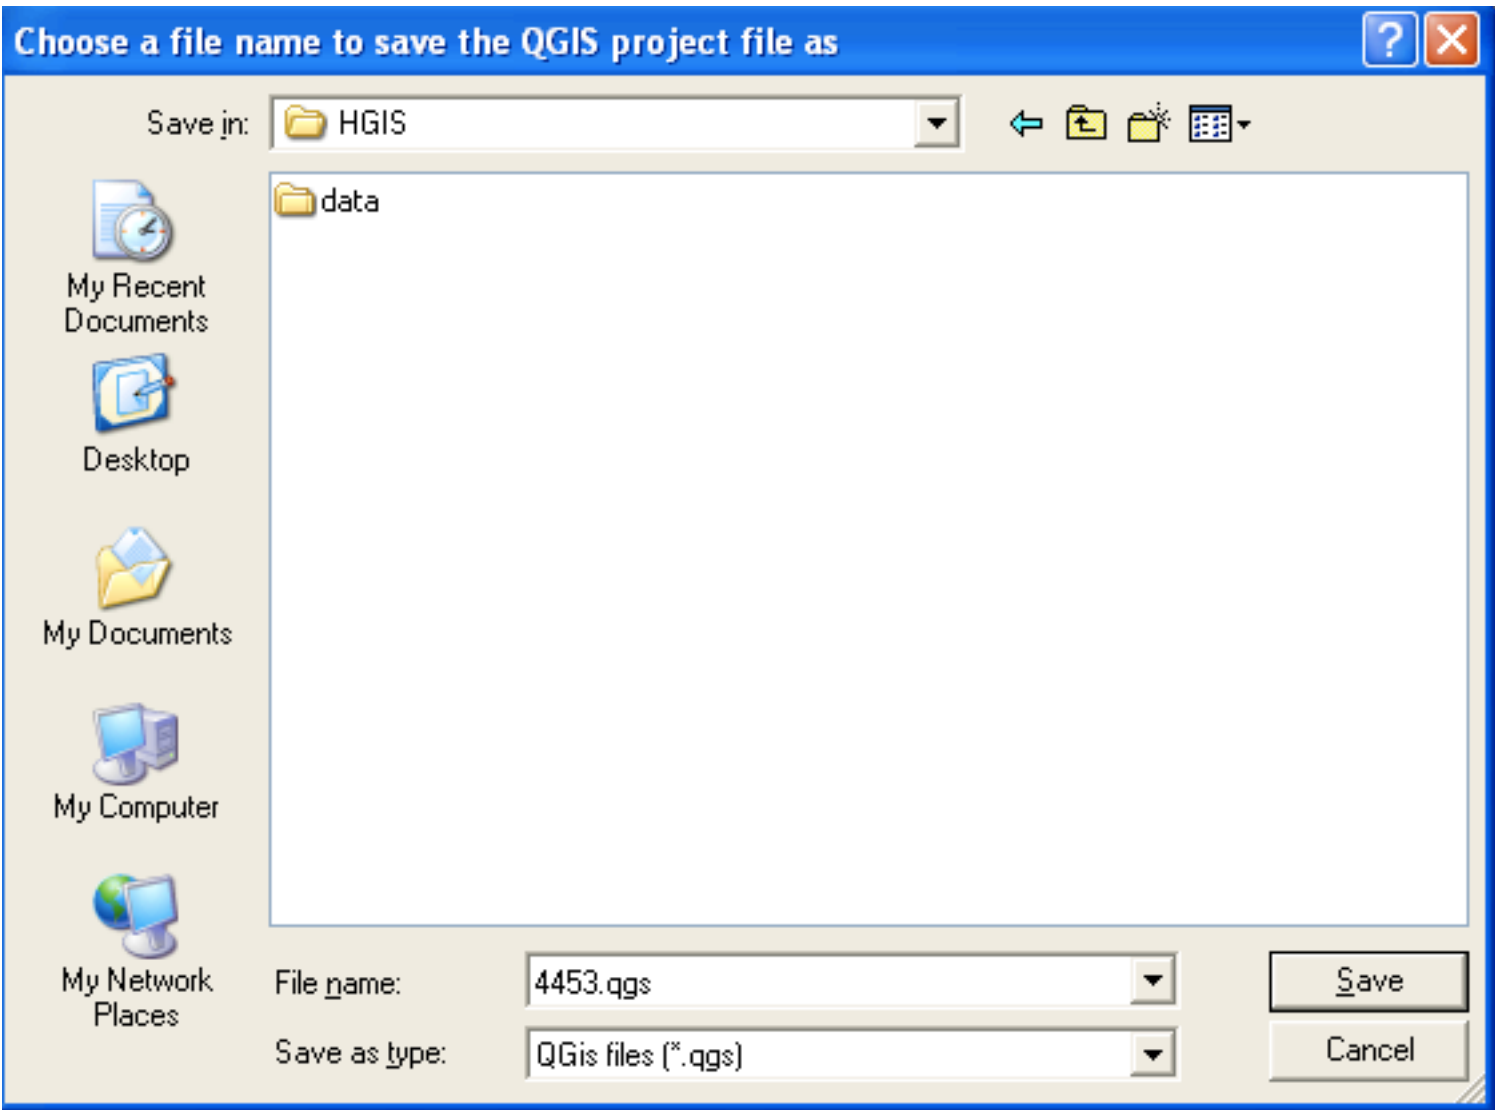 Choose a file name to save the QGIS project file as
Save in: HGIS
data
My Recent
Documents
Desktop
My Documents
My Computer
My Network
Places
File name: 4453.qgs Save
Save as type: QGis files (*.qgs) Cancel